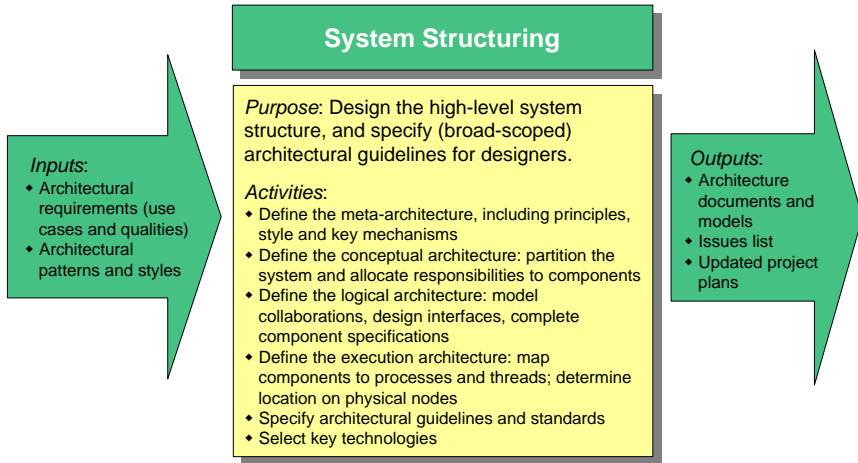 System Structuring
Inputs:
◆ Architectural
requirements (use
cases and qualities)
◆ Architectural
patterns and styles
Purpose: Design the high-level system
structure, and specify (broad-scoped)
architectural guidelines for designers.
Activities:
◆ Define the meta-architecture, including principles,
style and key mechanisms
◆ Define the conceptual architecture: partition the
system and allocate responsibilities to components
◆ Define the logical architecture: model
collaborations, design interfaces, complete
component specifications
◆ Define the execution architecture: map
components to processes and threads; determine
location on physical nodes
◆ Specify architectural guidelines and standards
◆ Select key technologies
Outputs:
◆ Architecture
documents and
models
◆ Issues list
◆ Updated project
plans